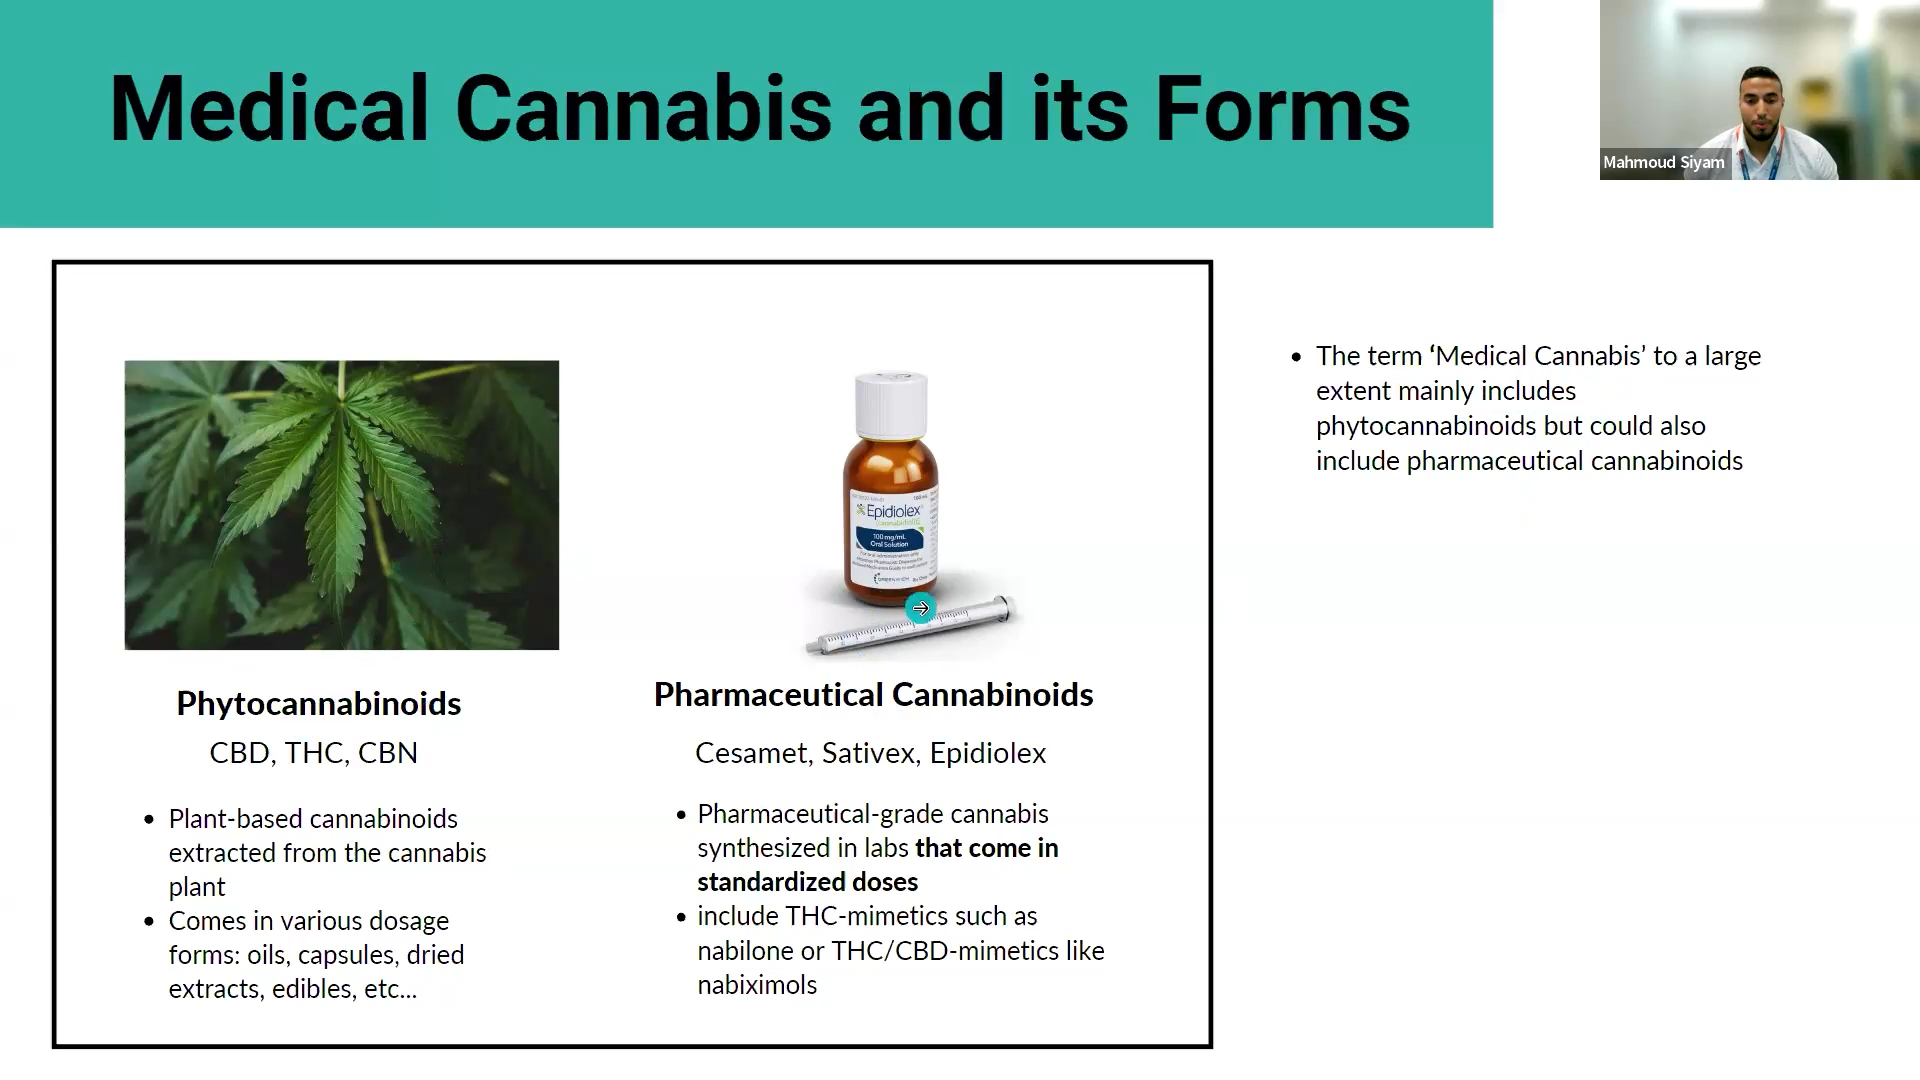 Medical Cannabis and its Forms
Mahmoud Siyam
Epidiolex
100 mg/mL
Oral Solution
Phytocannabinoids
CBD, THC, CBN
• Plant-based cannabinoids
extracted from the cannabis
plant
• Comes in various dosage
forms: oils, capsules, dried
extracts, edibles, etc...
Pharmaceutical Cannabinoids
Cesamet, Sativex, Epidiolex
• Pharmaceutical-grade cannabis
synthesized in labs that come in
standardized doses
• include THC-mimetics such as
nabilone or THC/CBD-mimetics like
nabiximols
• The term ‘Medical Cannabis’ to a large
extent mainly includes
phytocannabinoids but could also
include pharmaceutical cannabinoids